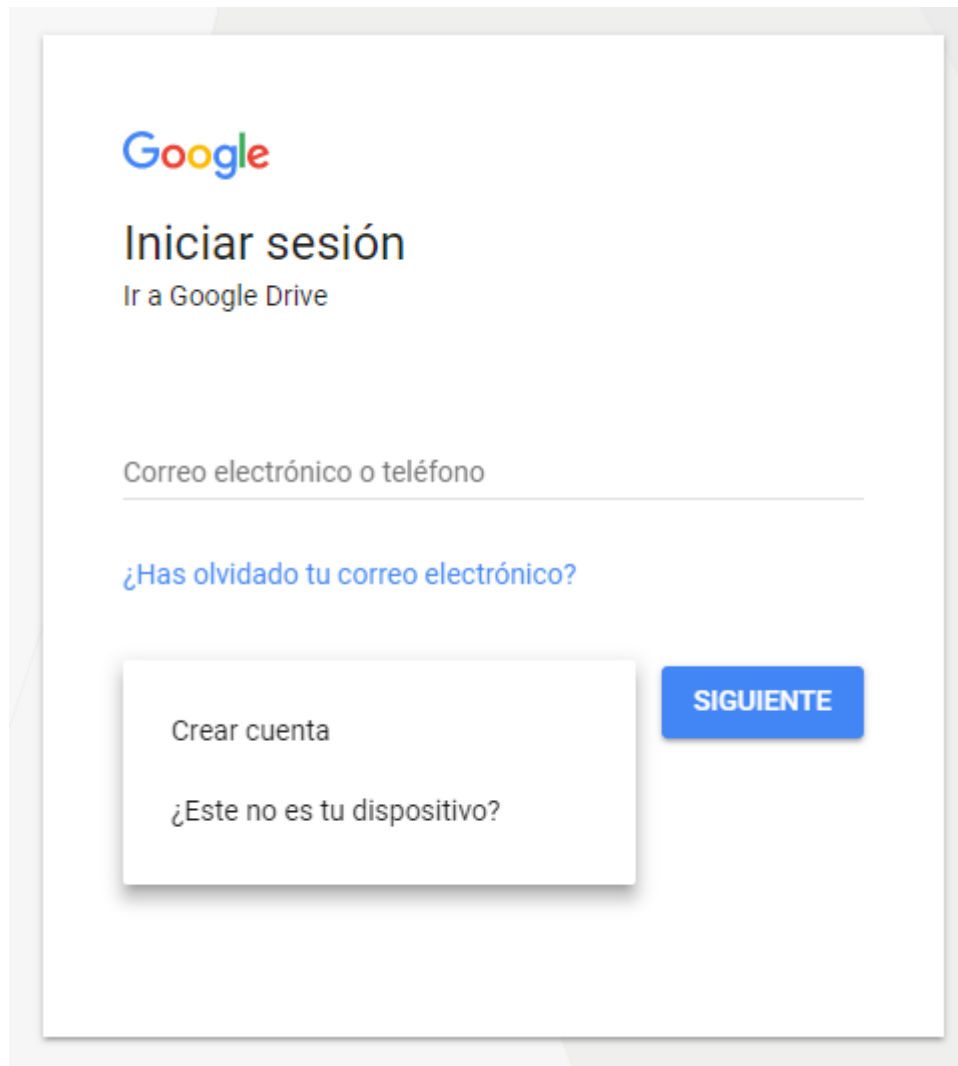 Google
Iniciar sesión
Ir a Google Drive
Correo electrónico o teléfono
¿Has olvidado tu correo electrónico?
Crear cuenta
SIGUIENTE
¿Este no es tu dispositivo?